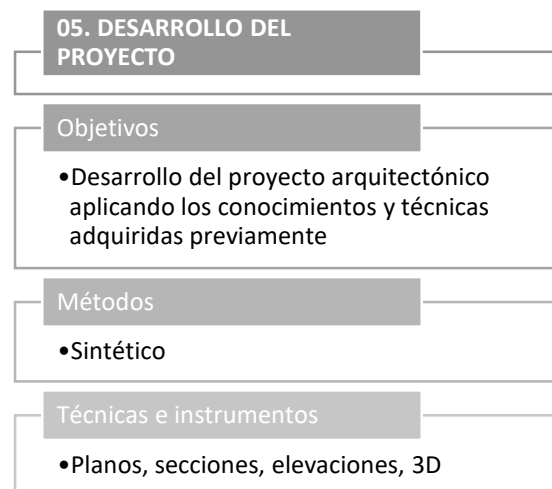 05. DESARROLLO DEL
PROYECTO
Objetivos
•Desarrollo del proyecto arquitectónico
aplicando los conocimientos y técnicas
adquiridas previamente
Métodos
•Sintético
Técnicas e instrumentos
•Planos, secciones, elevaciones, 3D